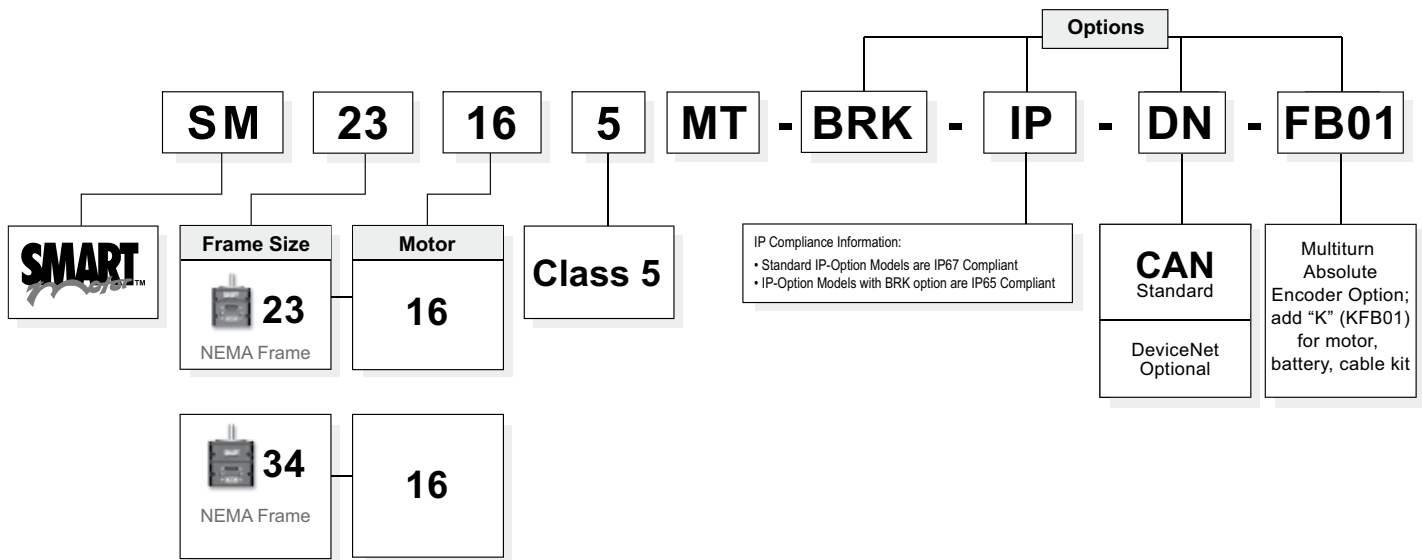 Options
SM 23 16 5 MT - BRK - IP - DN - FB01
SMART
motor™
Frame Size
23
NEMA Frame
Motor
16
Class 5
IP Compliance Information:
• Standard IP-Option Models are IP67 Compliant
• IP-Option Models with BRK option are IP65 Compliant
CAN
Standard
DeviceNet
Optional
Multiturn
Absolute
Encoder Option;
add “K” (KFB01)
for motor,
battery, cable kit
34
NEMA Frame
16